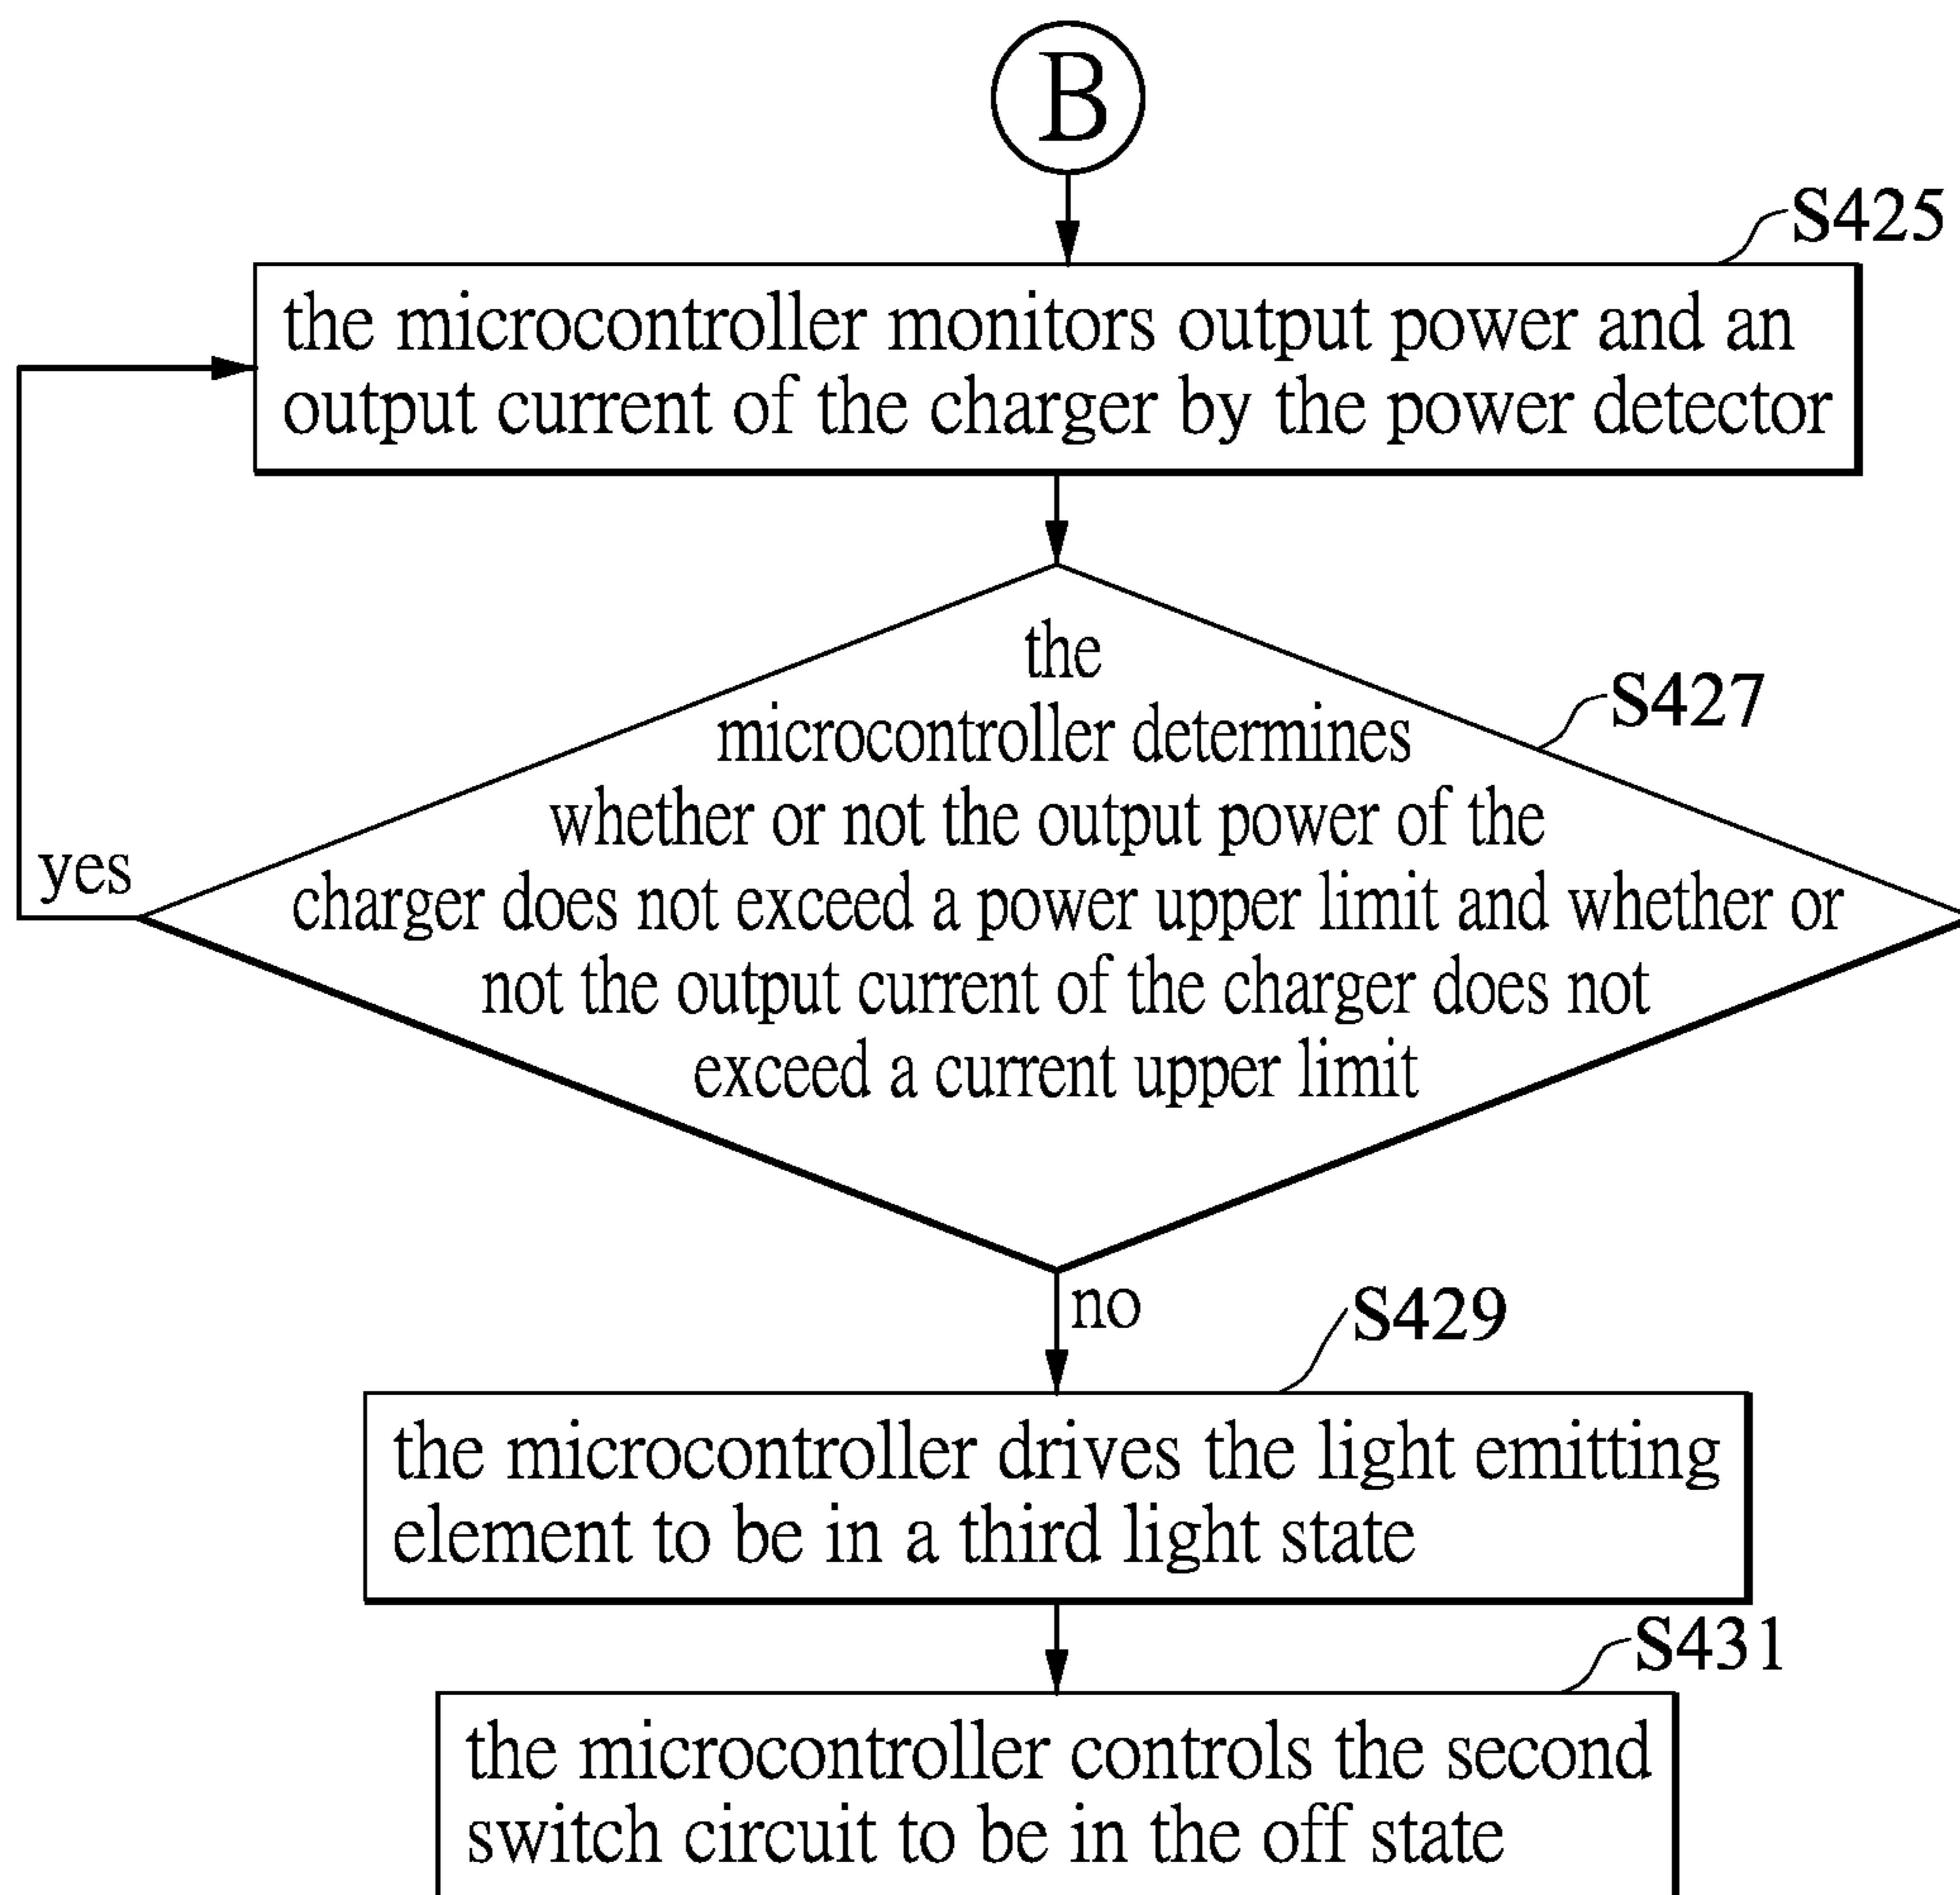 B
S425
the microcontroller monitors output power and an
output current of the charger by the power detector
S427
the
microcontroller determines
whether or not the output power of the
charger does not exceed a power upper limit and whether or
not the output current of the charger does not
exceed a current upper limit
yes
no
S429
the microcontroller drives the light emitting
element to be in a third light state
S431
the microcontroller controls the second
switch circuit to be in the off state